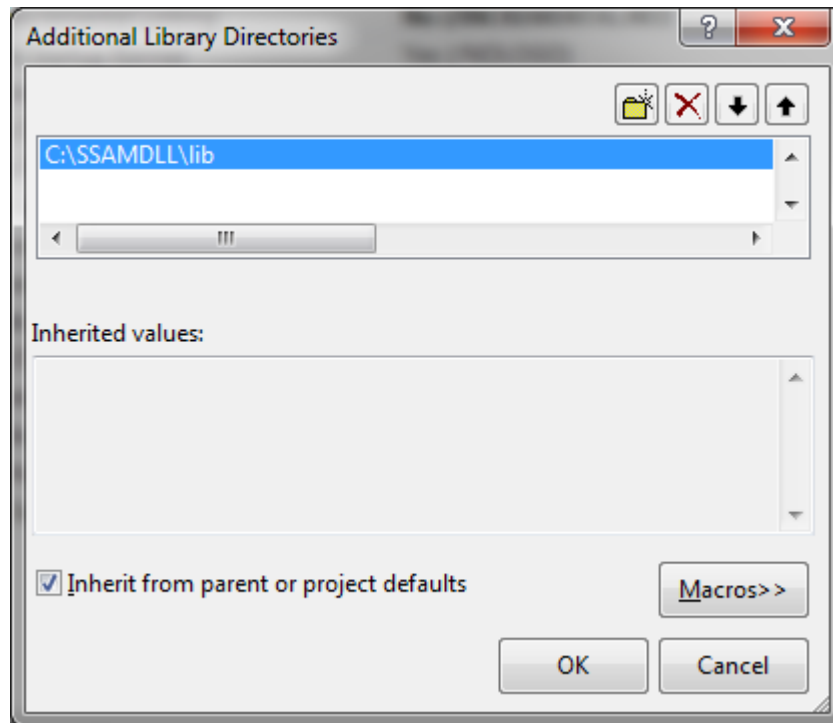 Additional Library Directories
C:\SSAMDLL\lib
Inherited values:
Inherit from parent or project defaults
Macros>>
OK
Cancel